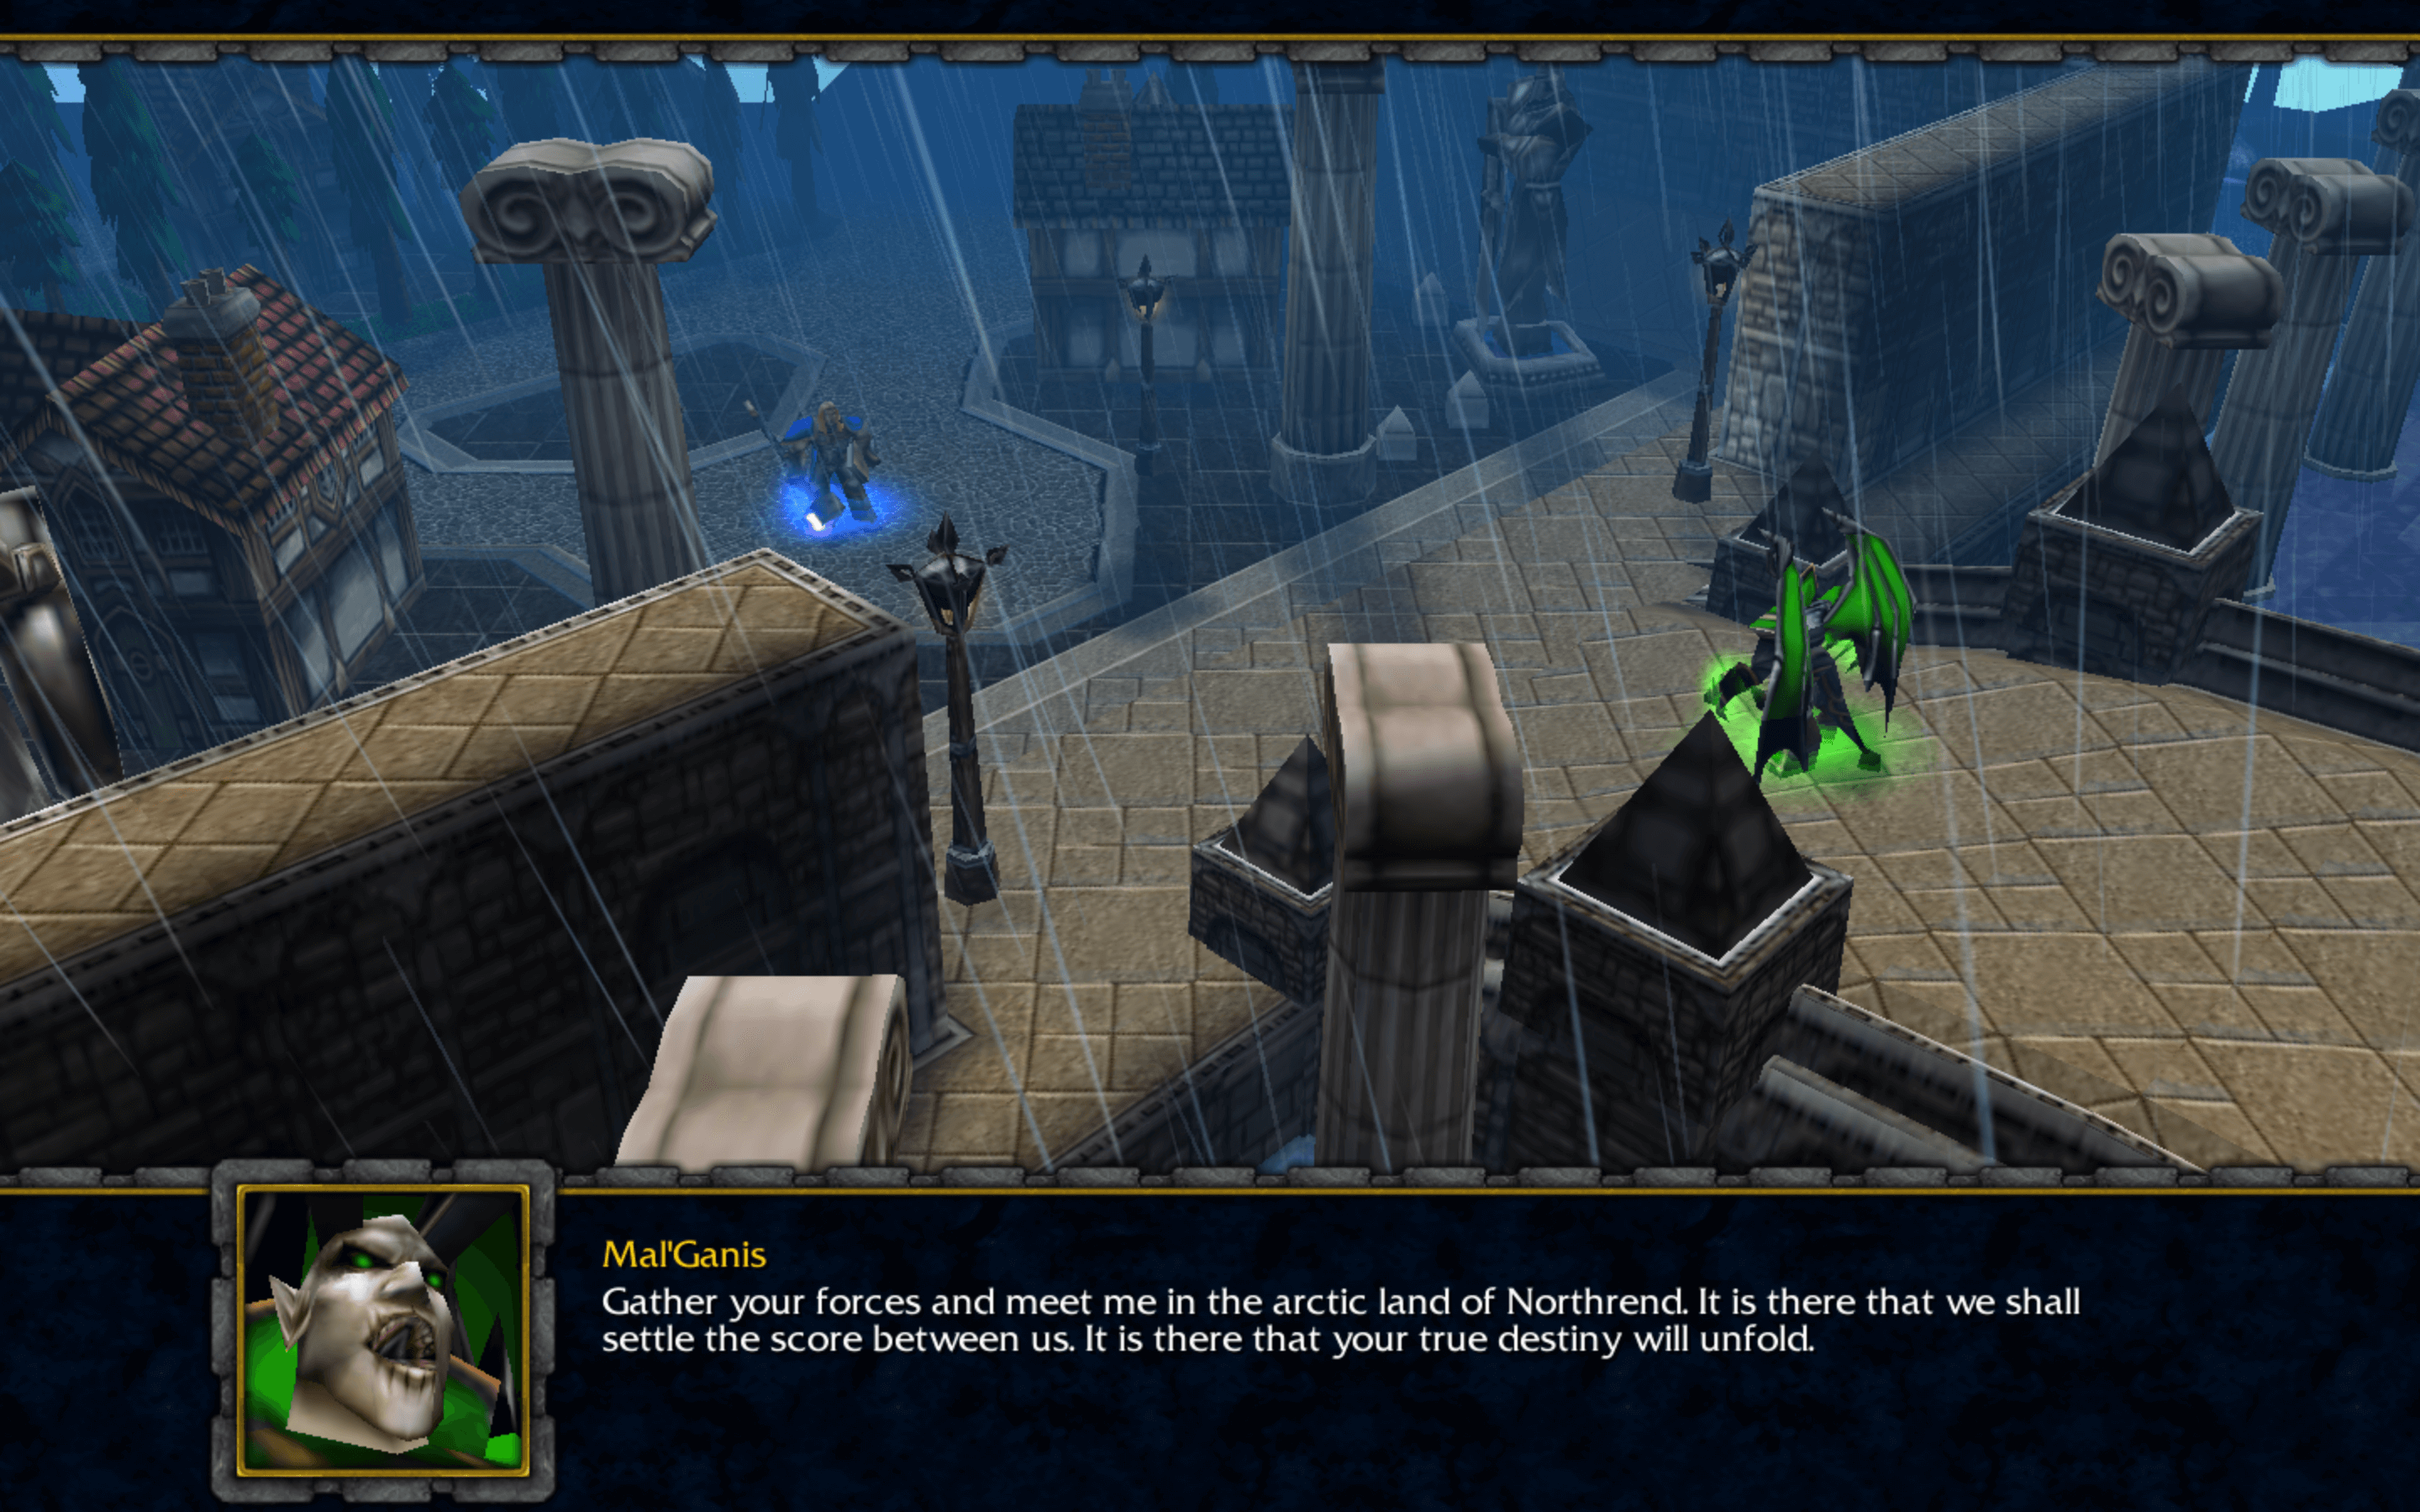 Mal'Ganis
Gather your forces and meet me in the arctic land of Northrend. It is there that we shall
settle the score between us. It is there that your true destiny will unfold.